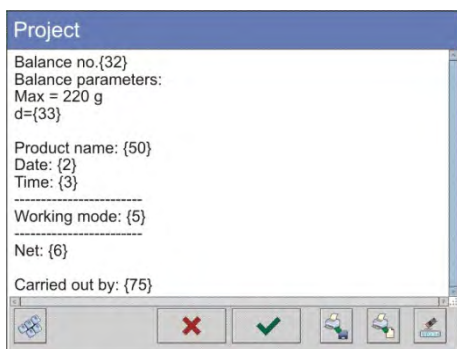 Project
Balance no.{32}
Balance parameters:
Max = 220 g
d={33}
Product name: {50}
Date: {2}
Time: {3}
------------------------
Working mode: {5}
------------------------
Net: {6}
Carried out by: {75}